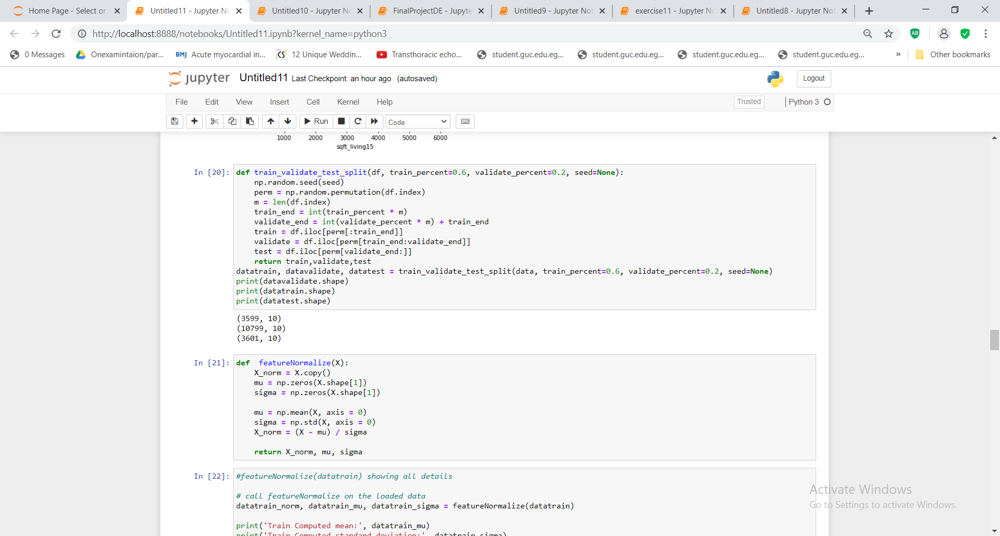 Home Page - Select or
Untitled11 - Jupyter No
Untitled10 - Jupyter No
FinalProjectDE - Jupyte
Untitled9 - Jupyter Not
exercise11 - Jupyter No
Untitled8 - Jupyter Not
http://localhost:8888/notebooks/Untitled11.ipynb?kernel_name=python3
AB
0 Messages
Onexamintaion/par...
BMJ Acute myocardial in...
CS 12 Unique Weddin...
Transthoracic echo...
student.guc.edu.eg...
student.guc.edu.eg...
student.guc.edu.eg...
student.guc.edu.eg...
» Other bookmarks
jupyter Untitled11 Last Checkpoint: an hour ago (autosaved)
Logout
File Edit View Insert Cell Kernel Help
Trusted
Python 3
Run
Code
1000 2000 3000 4000 5000 6000
sqft_living15
In [20]: def train_validate_test_split(df, train_percent=0.6, validate_percent=0.2, seed=None):
np.random.seed(seed)
perm = np.random.permutation(df.index)
m = len(df.index)
train_end = int(train_percent * m)
validate_end = int(validate_percent * m) + train_end
train = df.iloc[perm[:train_end]]
validate = df.iloc[perm[train_end:validate_end]]
test = df.iloc[perm[validate_end:]]
return train,validate,test
datatrain, datavalidate, datatest = train_validate_test_split(data, train_percent=0.6, validate_percent=0.2, seed=None)
print(datavalidate.shape)
print(datatrain.shape)
print(datatest.shape)
(3599, 10)
(10799, 10)
(3601, 10)
In [21]: def  featureNormalize(X):
X_norm = X.copy()
mu = np.zeros(X.shape[1])
sigma = np.zeros(X.shape[1])
mu = np.mean(X, axis = 0)
sigma = np.std(X, axis = 0)
X_norm = (X - mu) / sigma
return X_norm, mu, sigma
In [22]: #featureNormalize(datatrain) showing all details
# call featureNormalize on the loaded data
datatrain_norm, datatrain_mu, datatrain_sigma = featureNormalize(datatrain)
print('Train Computed mean:', datatrain_mu)
print('Train Computed standard deviation:', datatrain_sigma)
Activate Windows
Go to Settings to activate Windows.